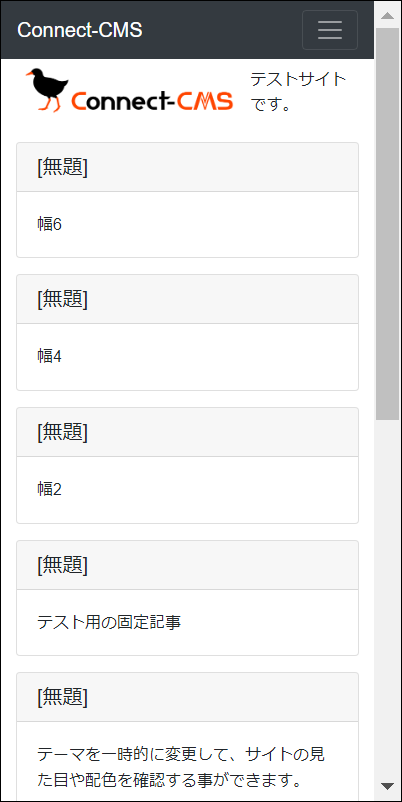 Connect-CMS
Connect-CMS
テストサイト
です。
[無題]
幅6
[無題]
幅4
[無題]
幅2
[無題]
テスト用の固定記事
[無題]
テーマを一時的に変更して、サイトの見
た目や配色を確認する事ができます。